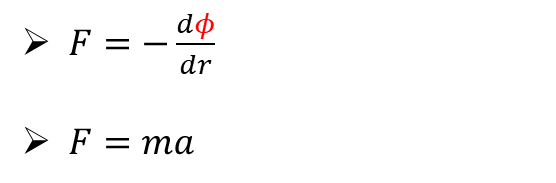 ➢ F = − dϕ/dr
➢ F = ma